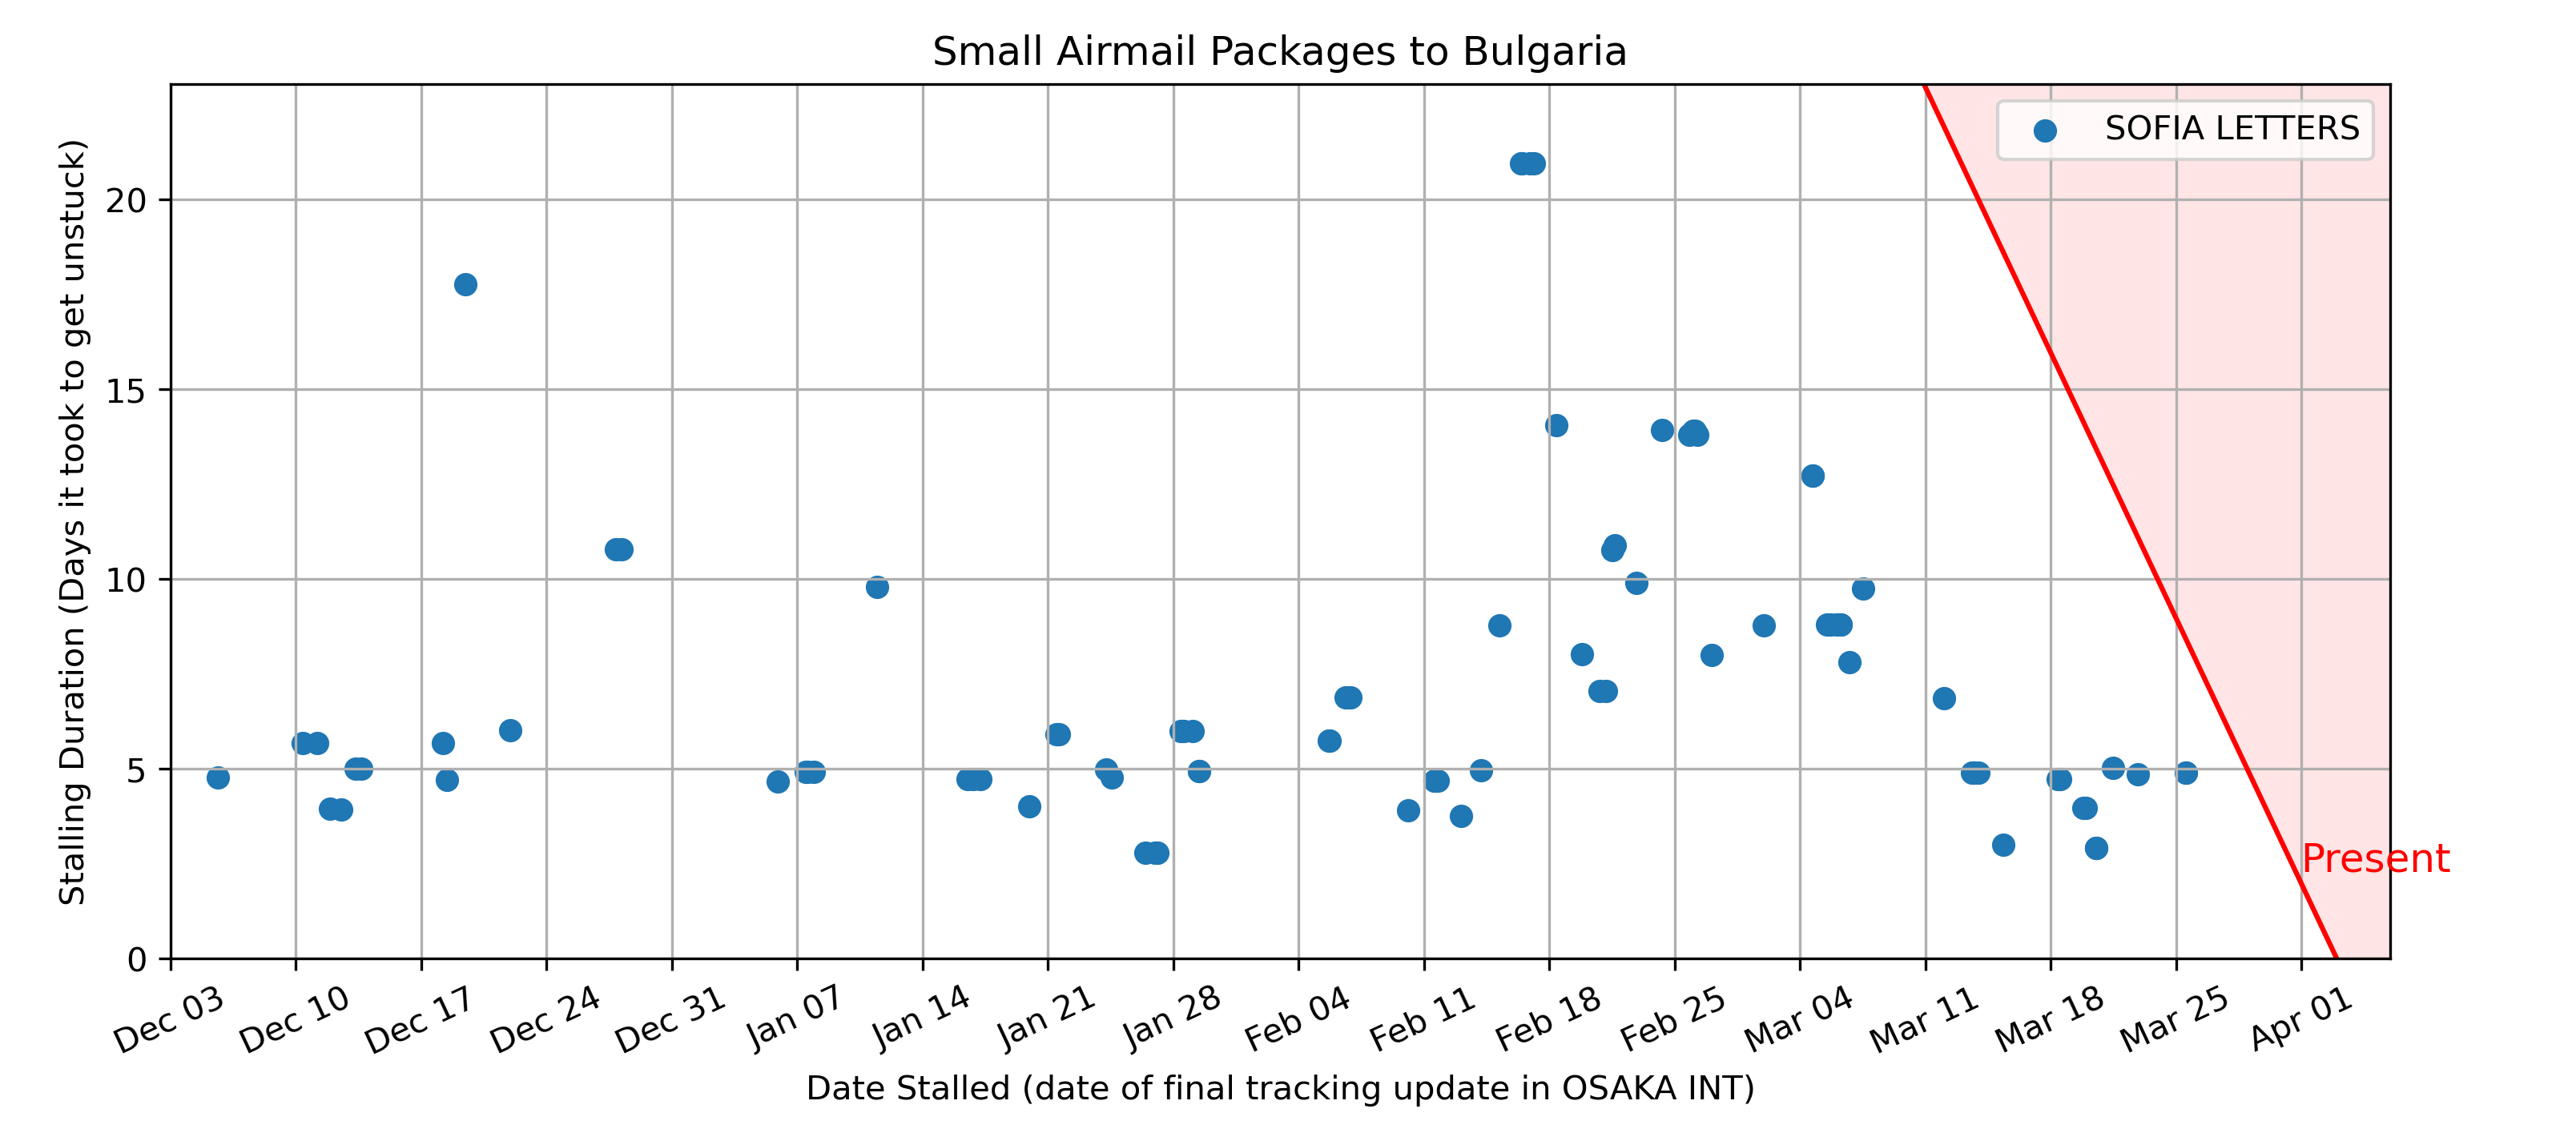 Small Airmail Packages to Bulgaria
SOFIA LETTERS
Stalling Duration (Days it took to get unstuck)
20
15
10
5
0
Present
Dec 03
Dec 10
Dec 17
Dec 24
Dec 31
Jan 07
Jan 14
Jan 21
Jan 28
Feb 04
Feb 11
Feb 18
Feb 25
Mar 04
Mar 11
Mar 18
Mar 25
Apr 01
Date Stalled (date of final tracking update in OSAKA INT)